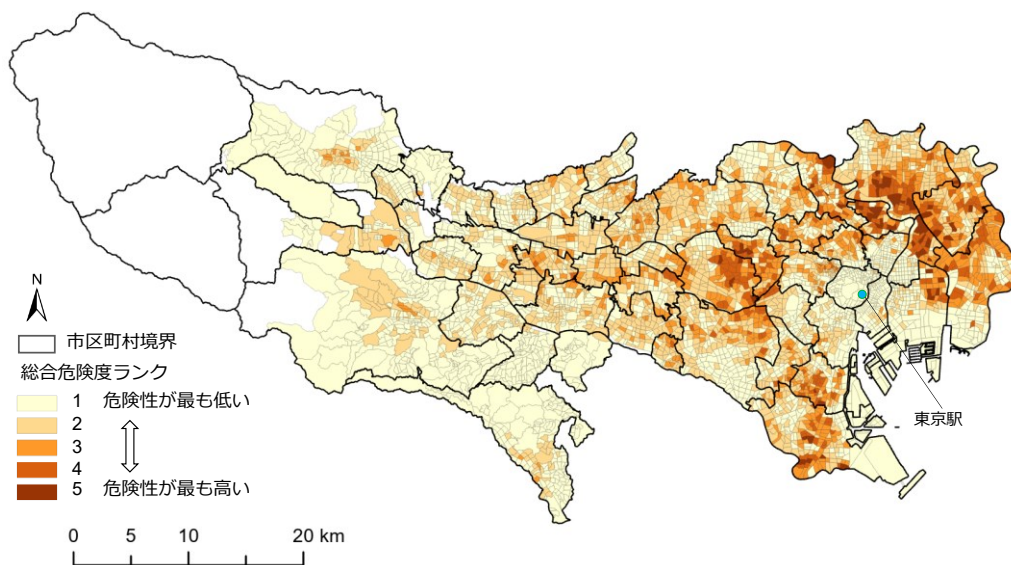 N
市区町村境界
総合危険度ランク
1 危険性が最も低い
2
3
4
5 危険性が最も高い
東京駅
0 5 10 20 km